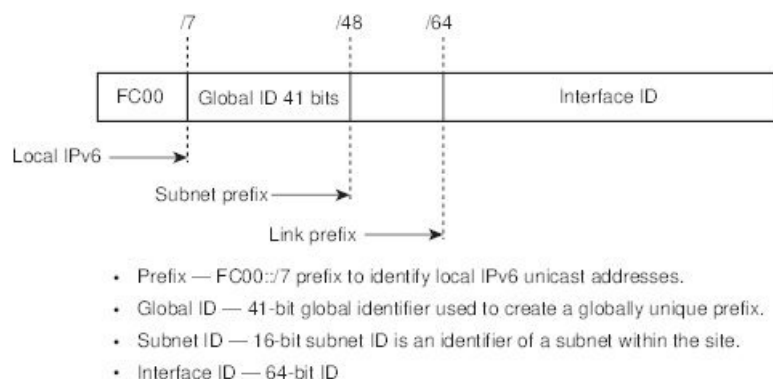 /7 /48 /64
FC00 Global ID 41 bits Interface ID
Local IPv6
Subnet prefix
Link prefix
• Prefix — FC00::/7 prefix to identify local IPv6 unicast addresses.
• Global ID — 41-bit global identifier used to create a globally unique prefix.
• Subnet ID — 16-bit subnet ID is an identifier of a subnet within the site.
• Interface ID — 64-bit ID